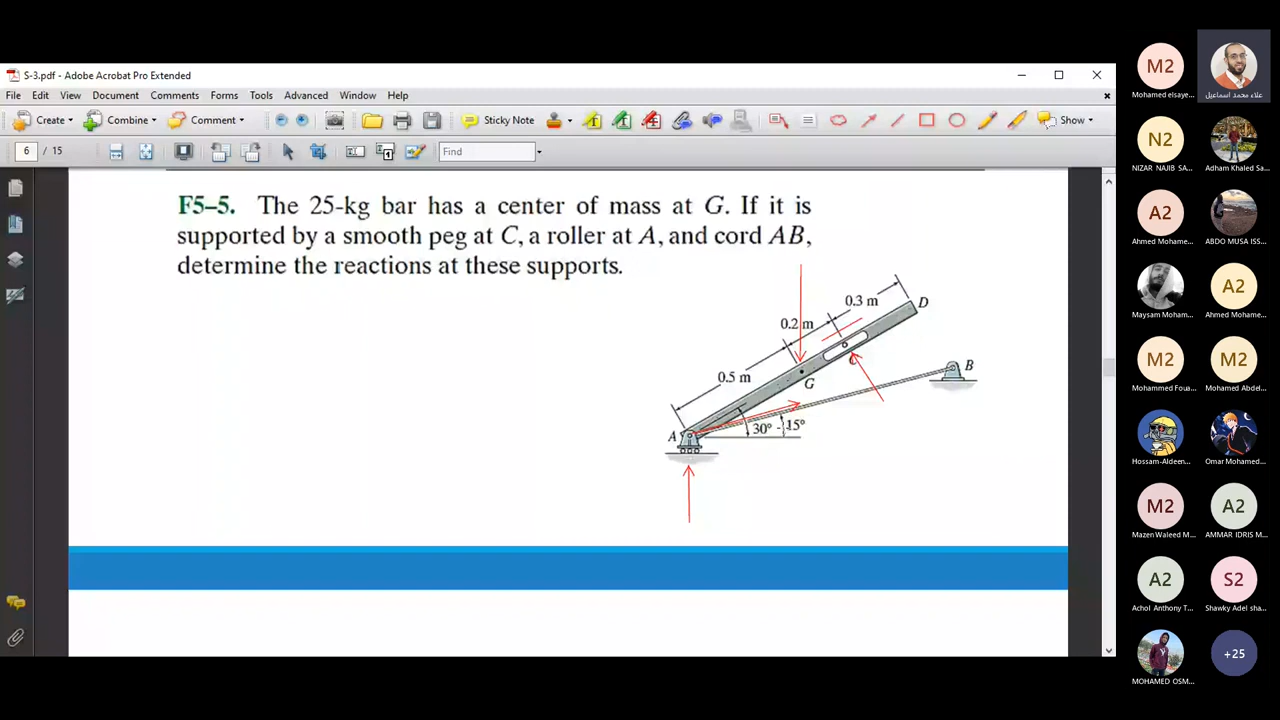 S-3.pdf - Adobe Acrobat Pro Extended
File Edit View Document Comments Forms Tools Advanced Window Help
Create Combine Comment Sticky Note Show
6 / 15 Find
F5–5. The 25-kg bar has a center of mass at G. If it is
supported by a smooth peg at C, a roller at A, and cord AB,
determine the reactions at these supports.
0.3 m
D
0.2 m
0.5 m
C
G
B
A
30° 15°
M2
Mohamed elsaye...
علاء محمد اسماعيل
N2
NIZAR NAJIB SA...
Adham Khaled Sa...
A2
Ahmed Mohame...
ABDO MUSA ISS...
Maysam Moham...
A2
Ahmed Mohame...
M2
Mohammed Foua...
M2
Mohamed Abdel...
Hossam-Aldeen...
Omar Mohamed...
M2
Mazen Waleed M...
A2
AMMAR IDRIS M...
A2
Achol Anthony T...
S2
Shawky Adel sha...
MOHAMED OSM...
+25